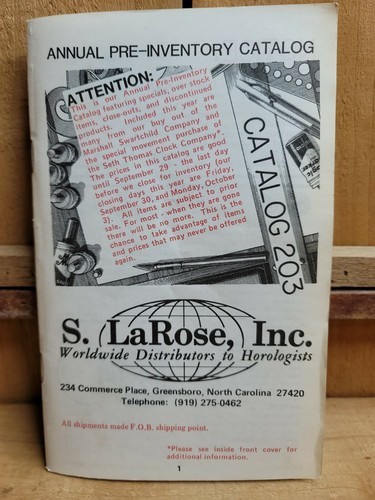 ANNUAL PRE-INVENTORY CATALOG
ATTENTION:
This is our Annual Pre-Inventory
Catalog featuring specials, over stock
items, close-outs, and discontinued
products. Included this year are
many from our buy out of the
Marshall Swartchild Company and
the special movement purchase of
the Seth Thomas Clock Company*.
The prices in this catalog are good
until September 29 - the last day
before we close for inventory (our
closing days this year are Friday,
September 30, and Monday, October
3). All items are subject to prior
sale. For most - when they are gone
there will be no more. This is the
chance to take advantage of items
and prices that may never be offered
again.
CATALOG 203
S. LaRose, Inc.
Worldwide Distributors to Horologists
234 Commerce Place, Greensboro, North Carolina 27420
Telephone: (919) 275-0462
All shipments made F.O.B. shipping point.
*Please see inside front cover for
additional information.
1